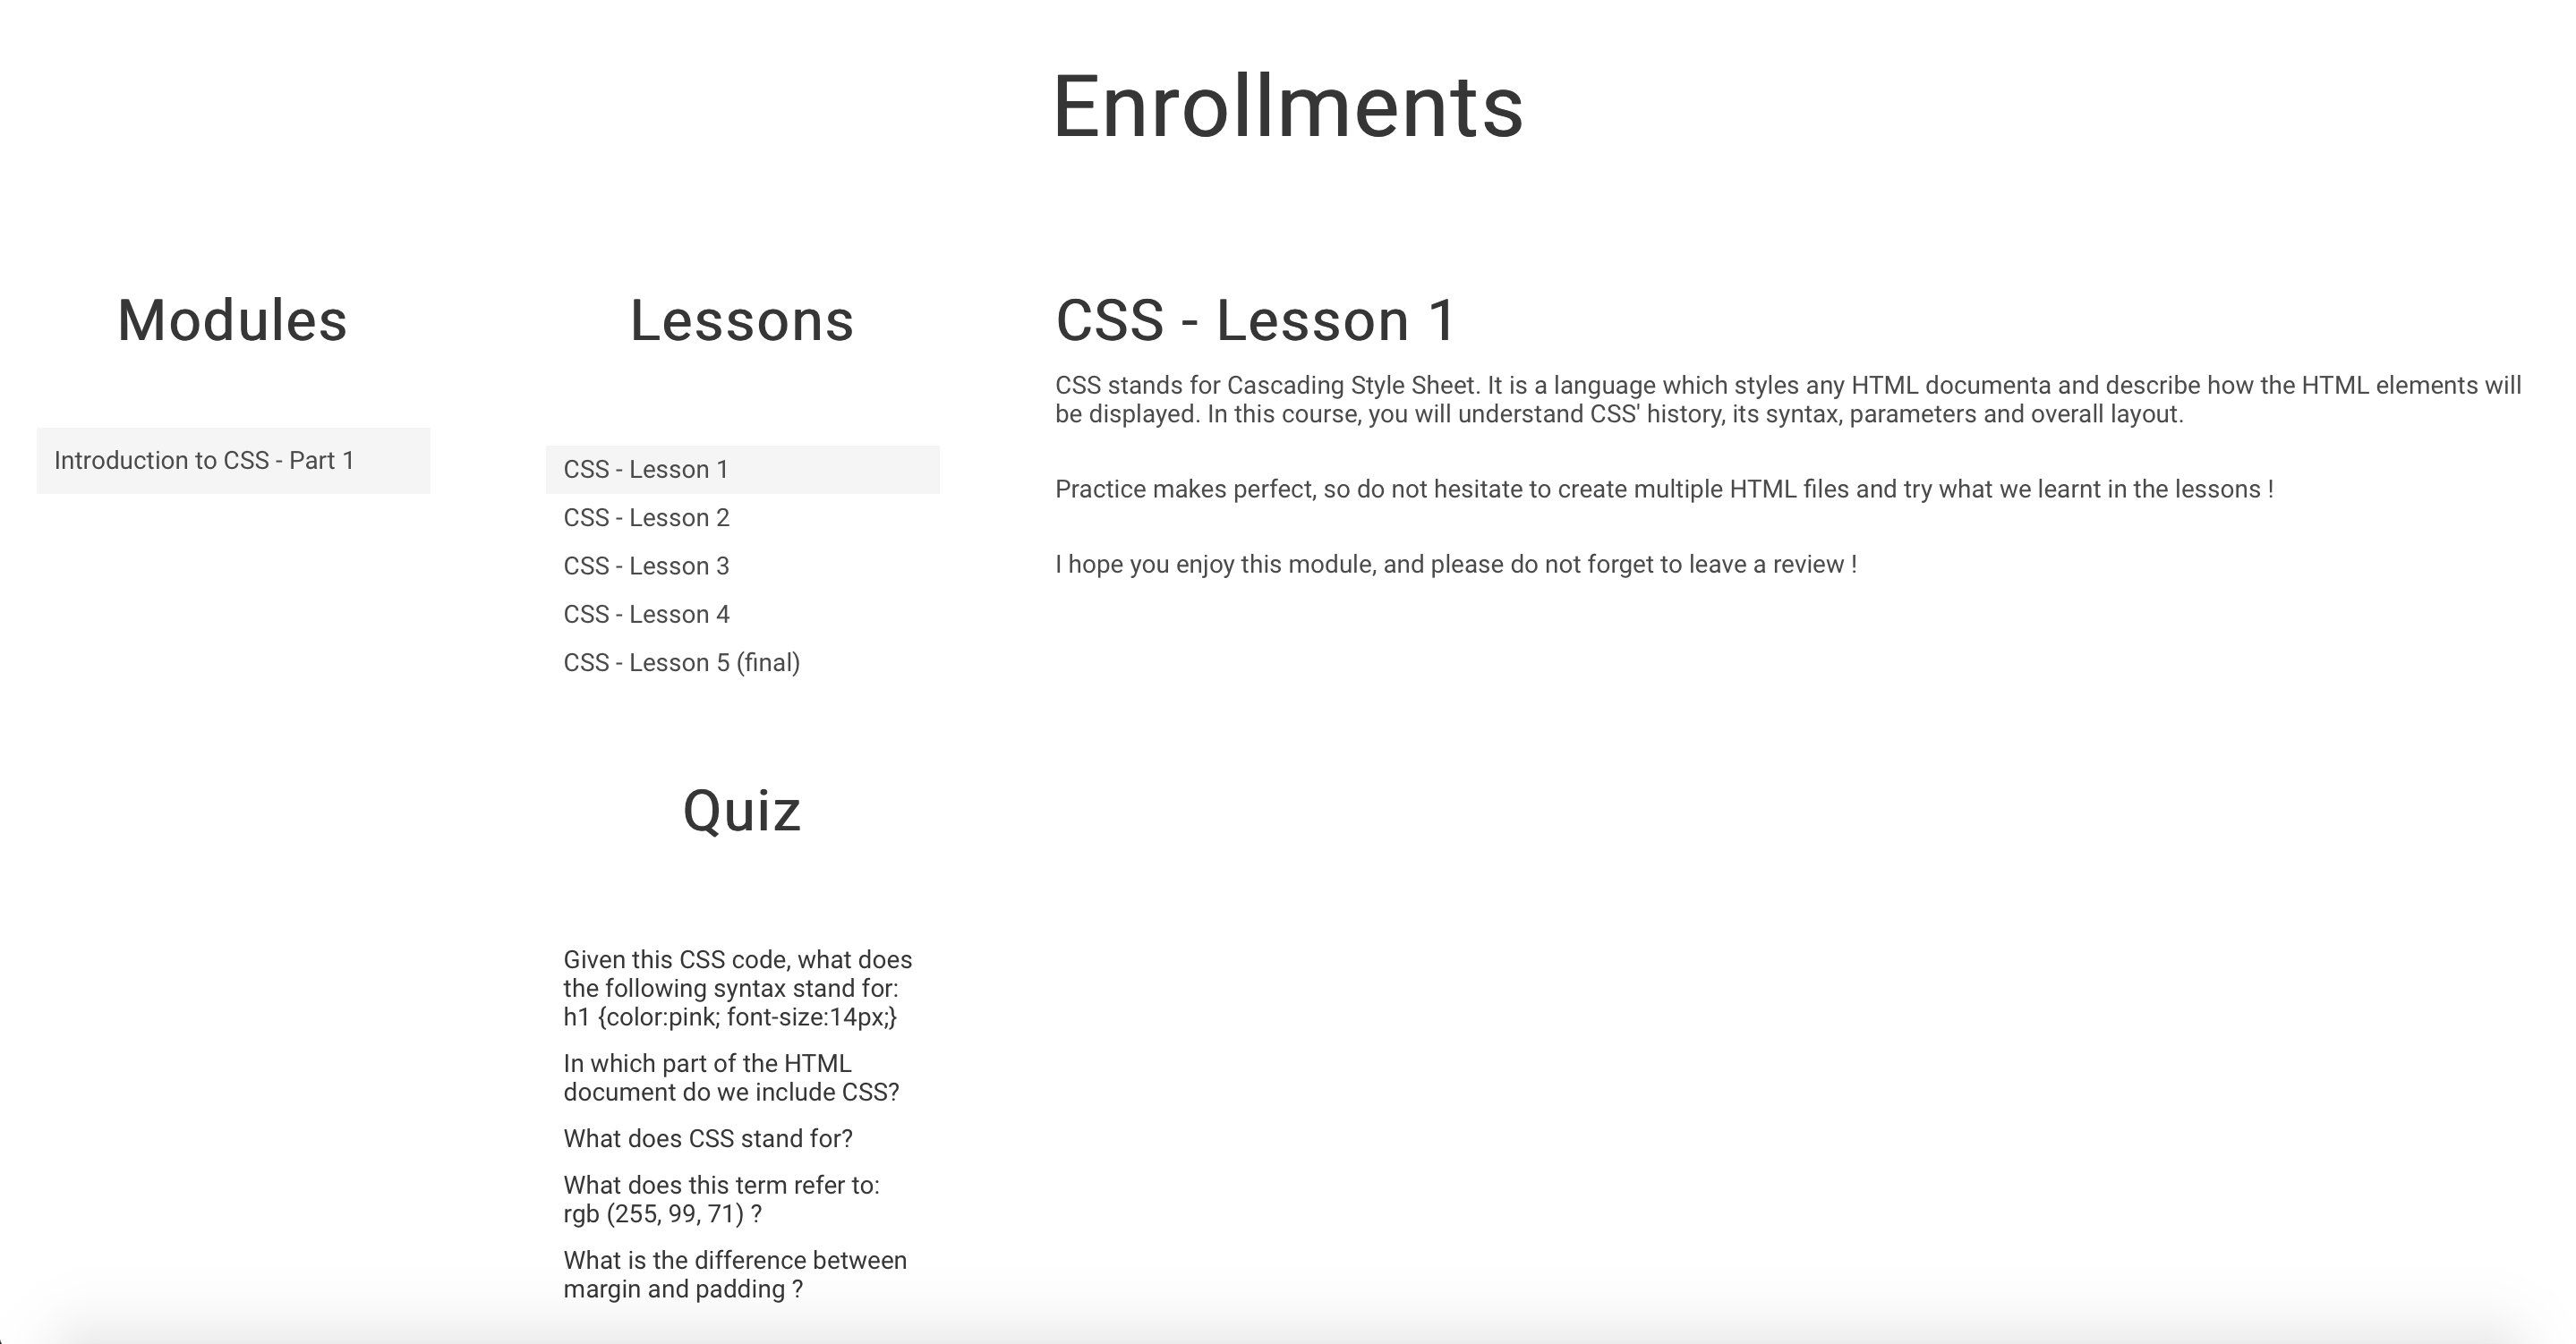 Enrollments
Modules
Introduction to CSS - Part 1
Lessons
CSS - Lesson 1
CSS - Lesson 2
CSS - Lesson 3
CSS - Lesson 4
CSS - Lesson 5 (final)
Quiz
Given this CSS code, what does
the following syntax stand for:
h1 {color:pink; font-size:14px;}
In which part of the HTML
document do we include CSS?
What does CSS stand for?
What does this term refer to:
rgb (255, 99, 71) ?
What is the difference between
margin and padding ?
CSS - Lesson 1
CSS stands for Cascading Style Sheet. It is a language which styles any HTML documenta and describe how the HTML elements will
be displayed. In this course, you will understand CSS' history, its syntax, parameters and overall layout.
Practice makes perfect, so do not hesitate to create multiple HTML files and try what we learnt in the lessons !
I hope you enjoy this module, and please do not forget to leave a review !